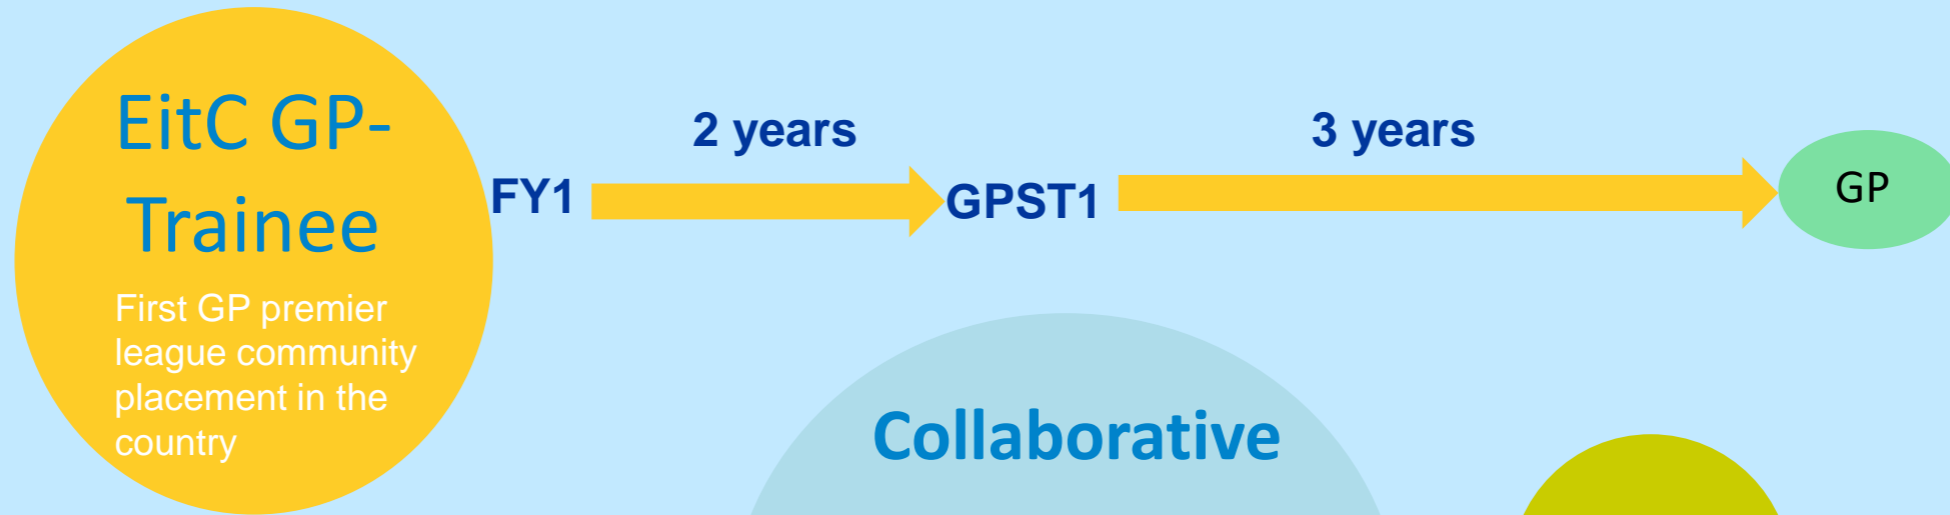 EitC GP-
Trainee
First GP premier
league community
placement in the
country
FY1
2 years
GPST1
3 years
GP
Collaborative